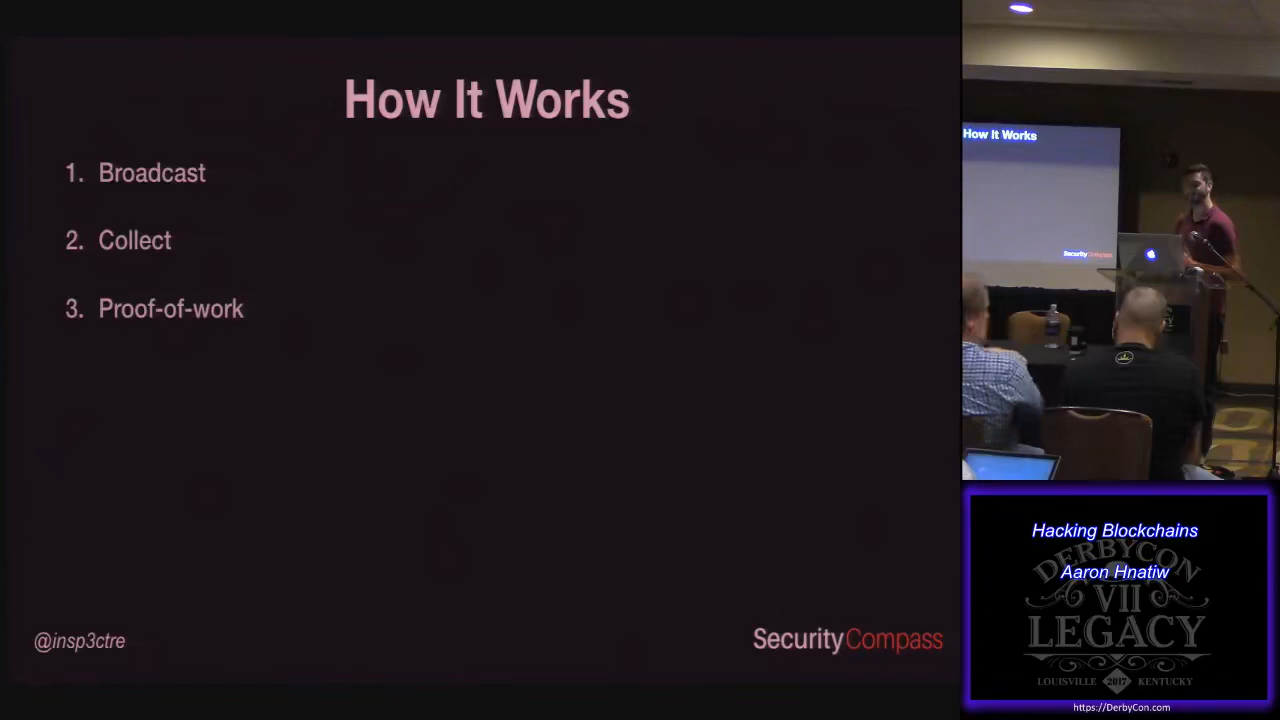 How It Works
1. Broadcast
2. Collect
3. Proof-of-work
@insp3ctre
SecurityCompass
How It Works
SecurityCompass
Hacking Blockchains
Aaron Hnatiw
DERBYCON
VII
LEGACY
LOUISVILLE 2017 KENTUCKY
https://DerbyCon.com